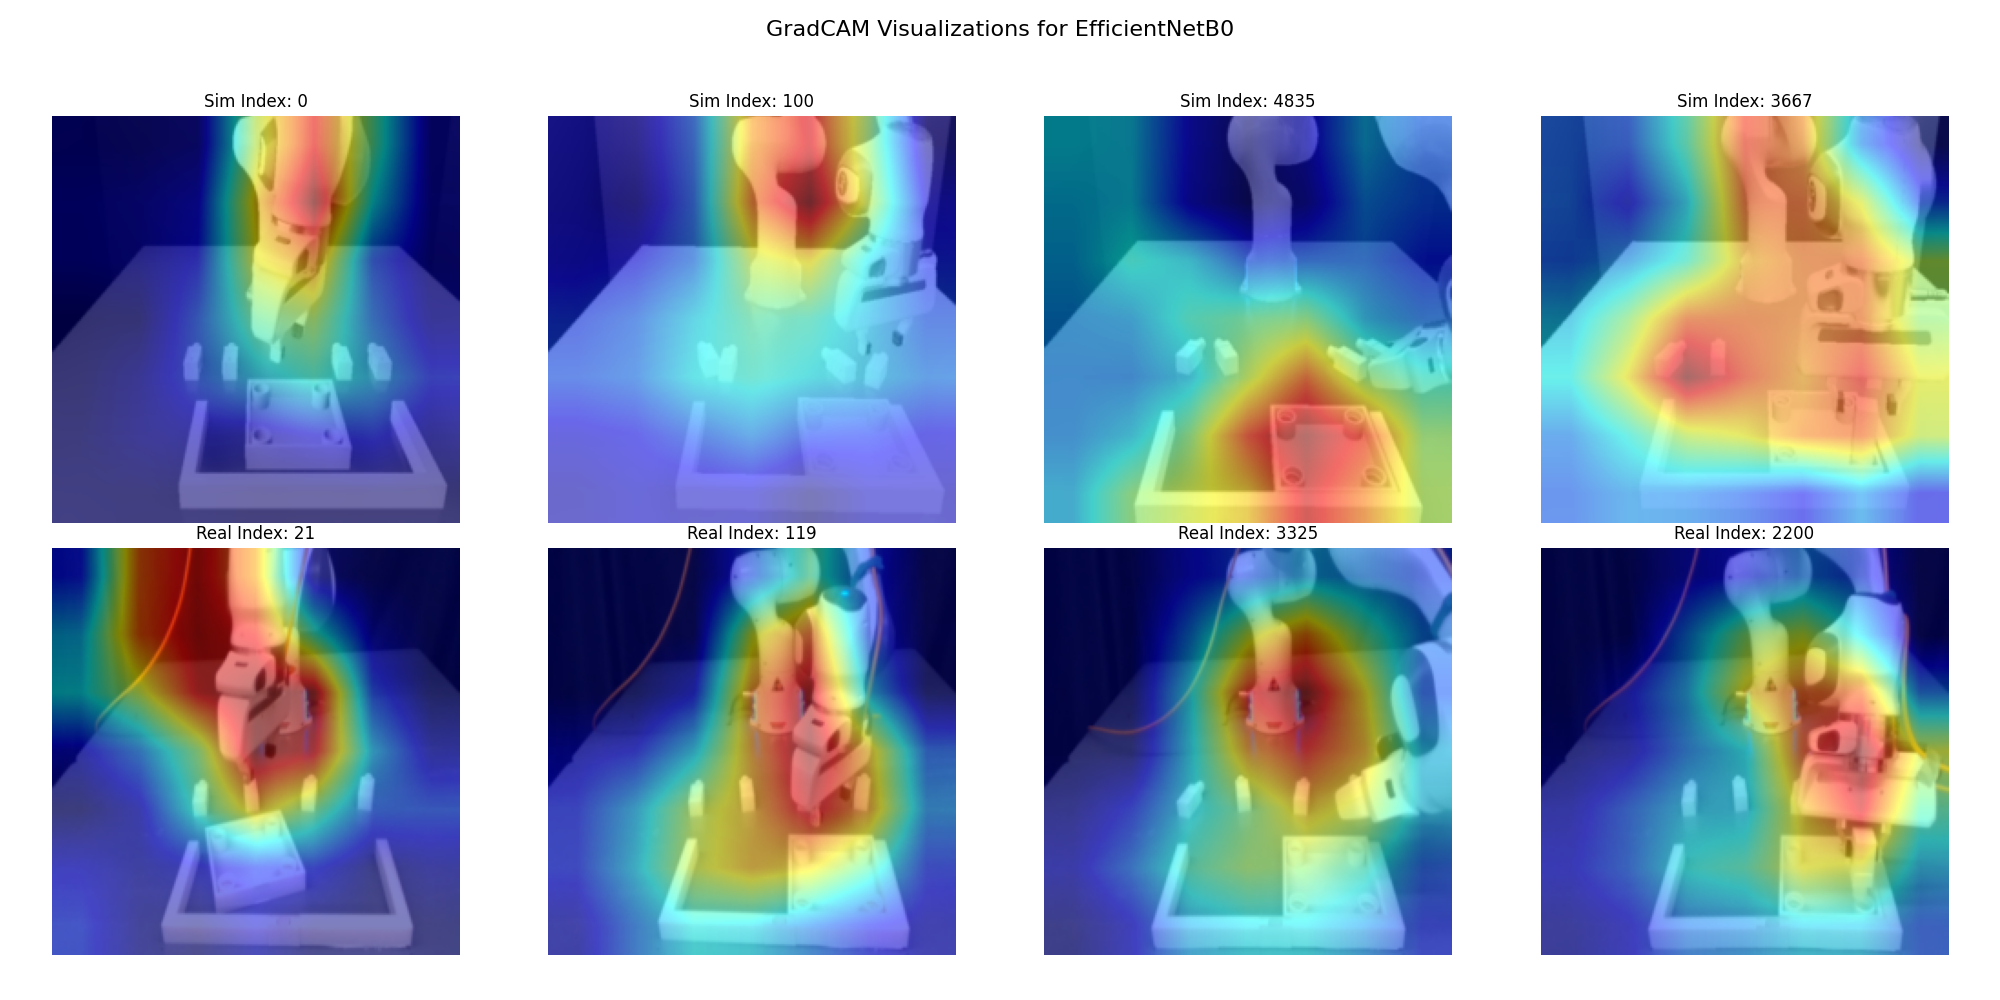 GradCAM Visualizations for EfficientNetB0
Sim Index: 0
Sim Index: 100
Sim Index: 4835
Sim Index: 3667
Real Index: 21
Real Index: 119
Real Index: 3325
Real Index: 2200